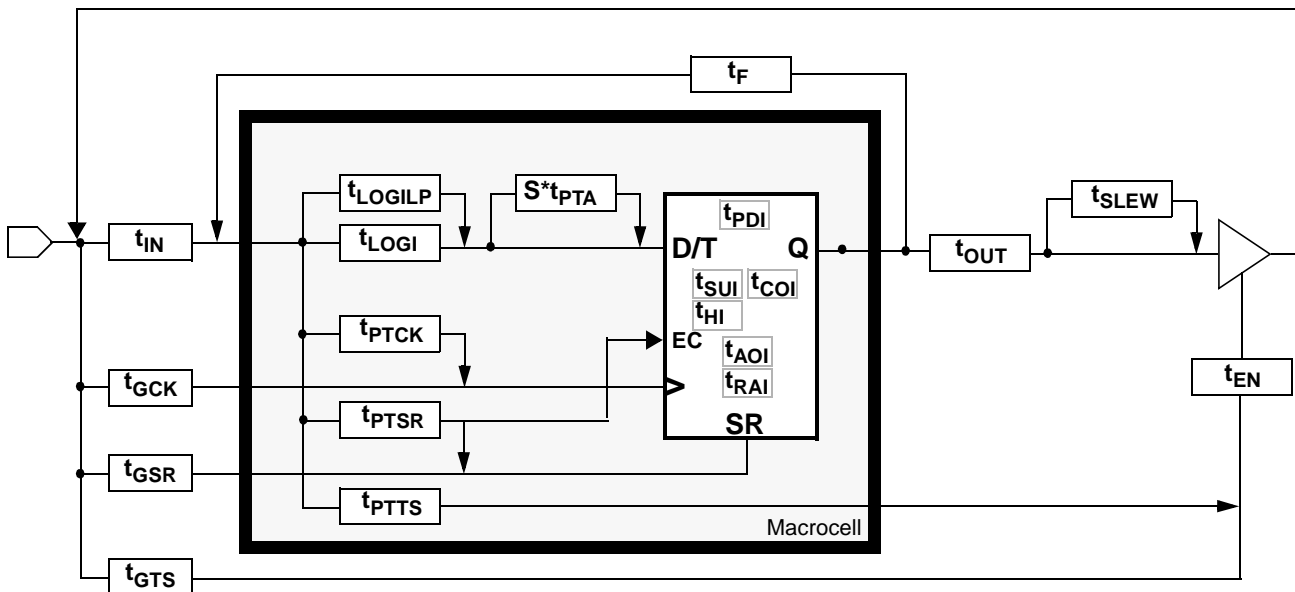 tF
tLOGILP
S*tPTA
tPDI
tSLEW
tIN
tLOGI
D/T
Q
tOUT
tSUI
tCOI
tHI
tPTCK
EC
tAOI
tGCK
>
tRAI
tEN
tPTSR
SR
tGSR
tPTTS
Macrocell
tGTS